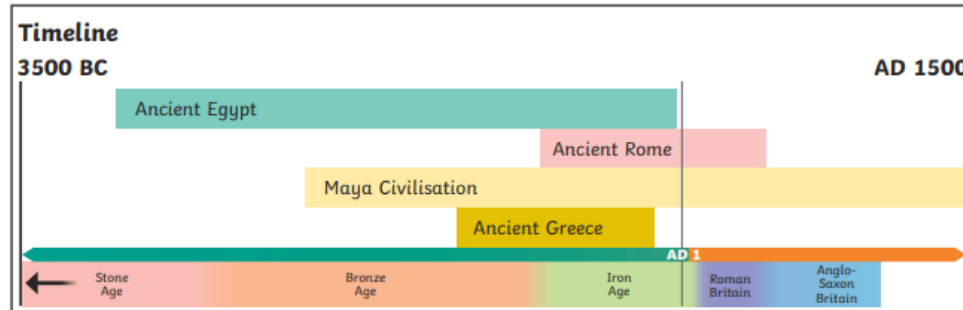 Timeline
3500 BC
AD 1500
Ancient Egypt
Ancient Rome
Maya Civilisation
Ancient Greece
AD 1
Stone
Age
Bronze
Age
Iron
Age
Roman
Britain
Anglo-
Saxon
Britain